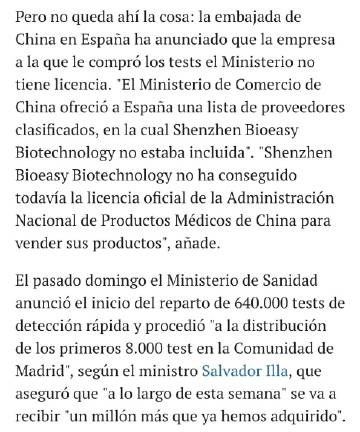 Pero no queda ahí la cosa: la embajada de
China en España ha anunciado que la empresa
a la que le compró los tests el Ministerio no
tiene licencia. "El Ministerio de Comercio de
China ofreció a España una lista de proveedores
clasificados, en la cual Shenzhen Bioeasy
Biotechnology no estaba incluida". "Shenzhen
Bioeasy Biotechnology no ha conseguido
todavía la licencia oficial de la Administración
Nacional de Productos Médicos de China para
vender sus productos", añade.
El pasado domingo el Ministerio de Sanidad
anunció el inicio del reparto de 640.000 tests de
detección rápida y procedió "a la distribución
de los primeros 8.000 test en la Comunidad de
Madrid", según el ministro Salvador Illa, que
aseguró que "a lo largo de esta semana" se va a
recibir "un millón más que ya hemos adquirido".